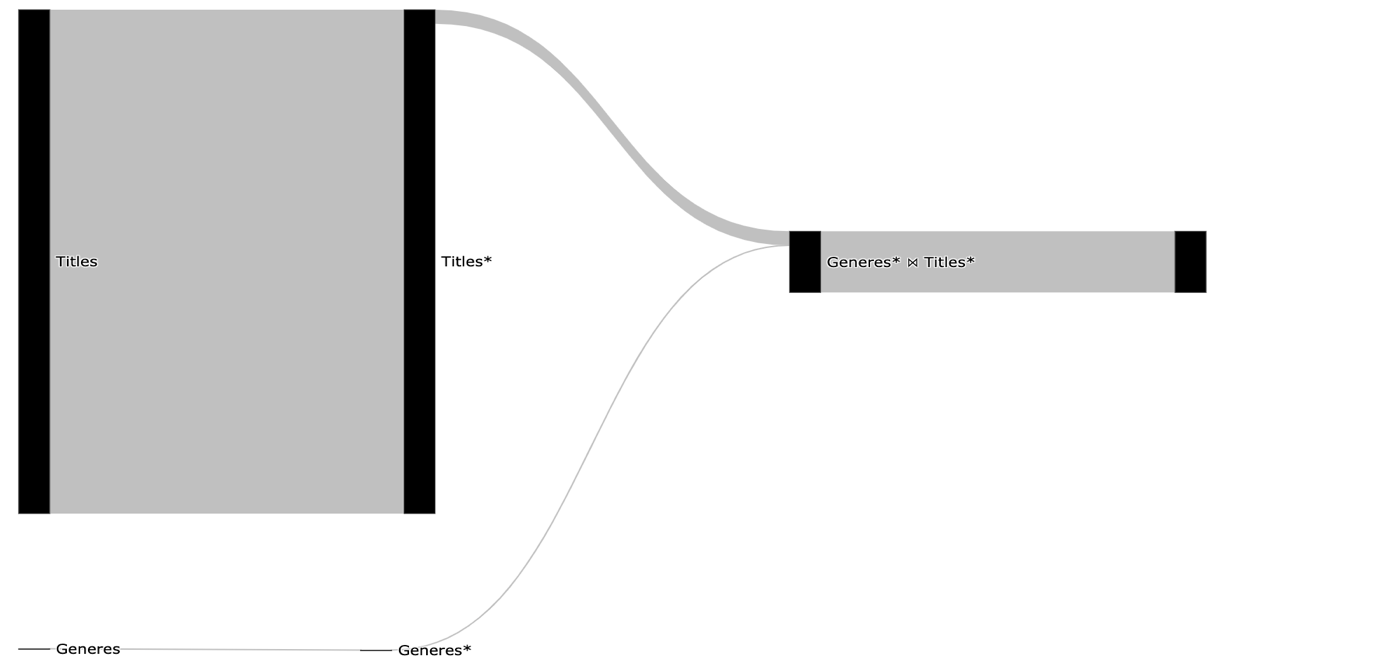 Titles
Titles*
Generes* ⋈ Titles*
Generes
Generes*